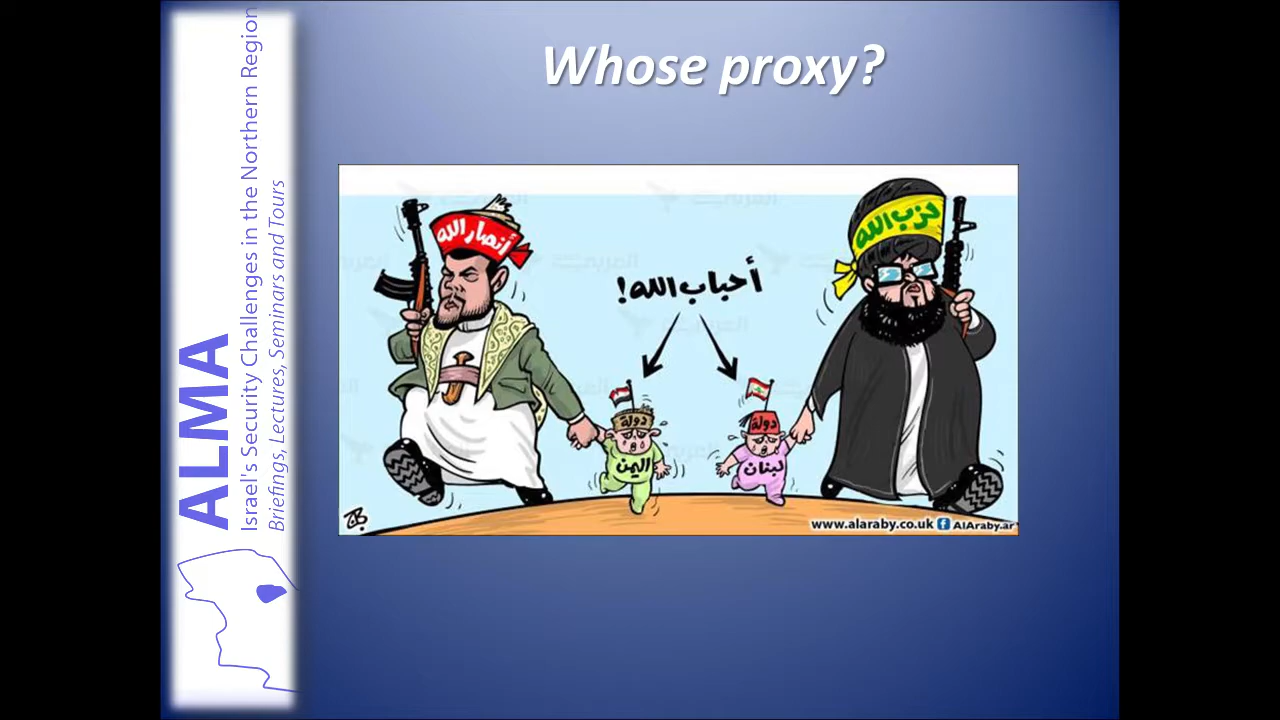 Whose proxy?
ALMA
Israel's Security Challenges in the Northern Region
Briefings, Lectures, Seminars and Tours
أنصار الله
حزب الله
أحباب الله!
دولة
اليمن
دولة
لبنان
www.alaraby.co.uk
AlAraby.ar